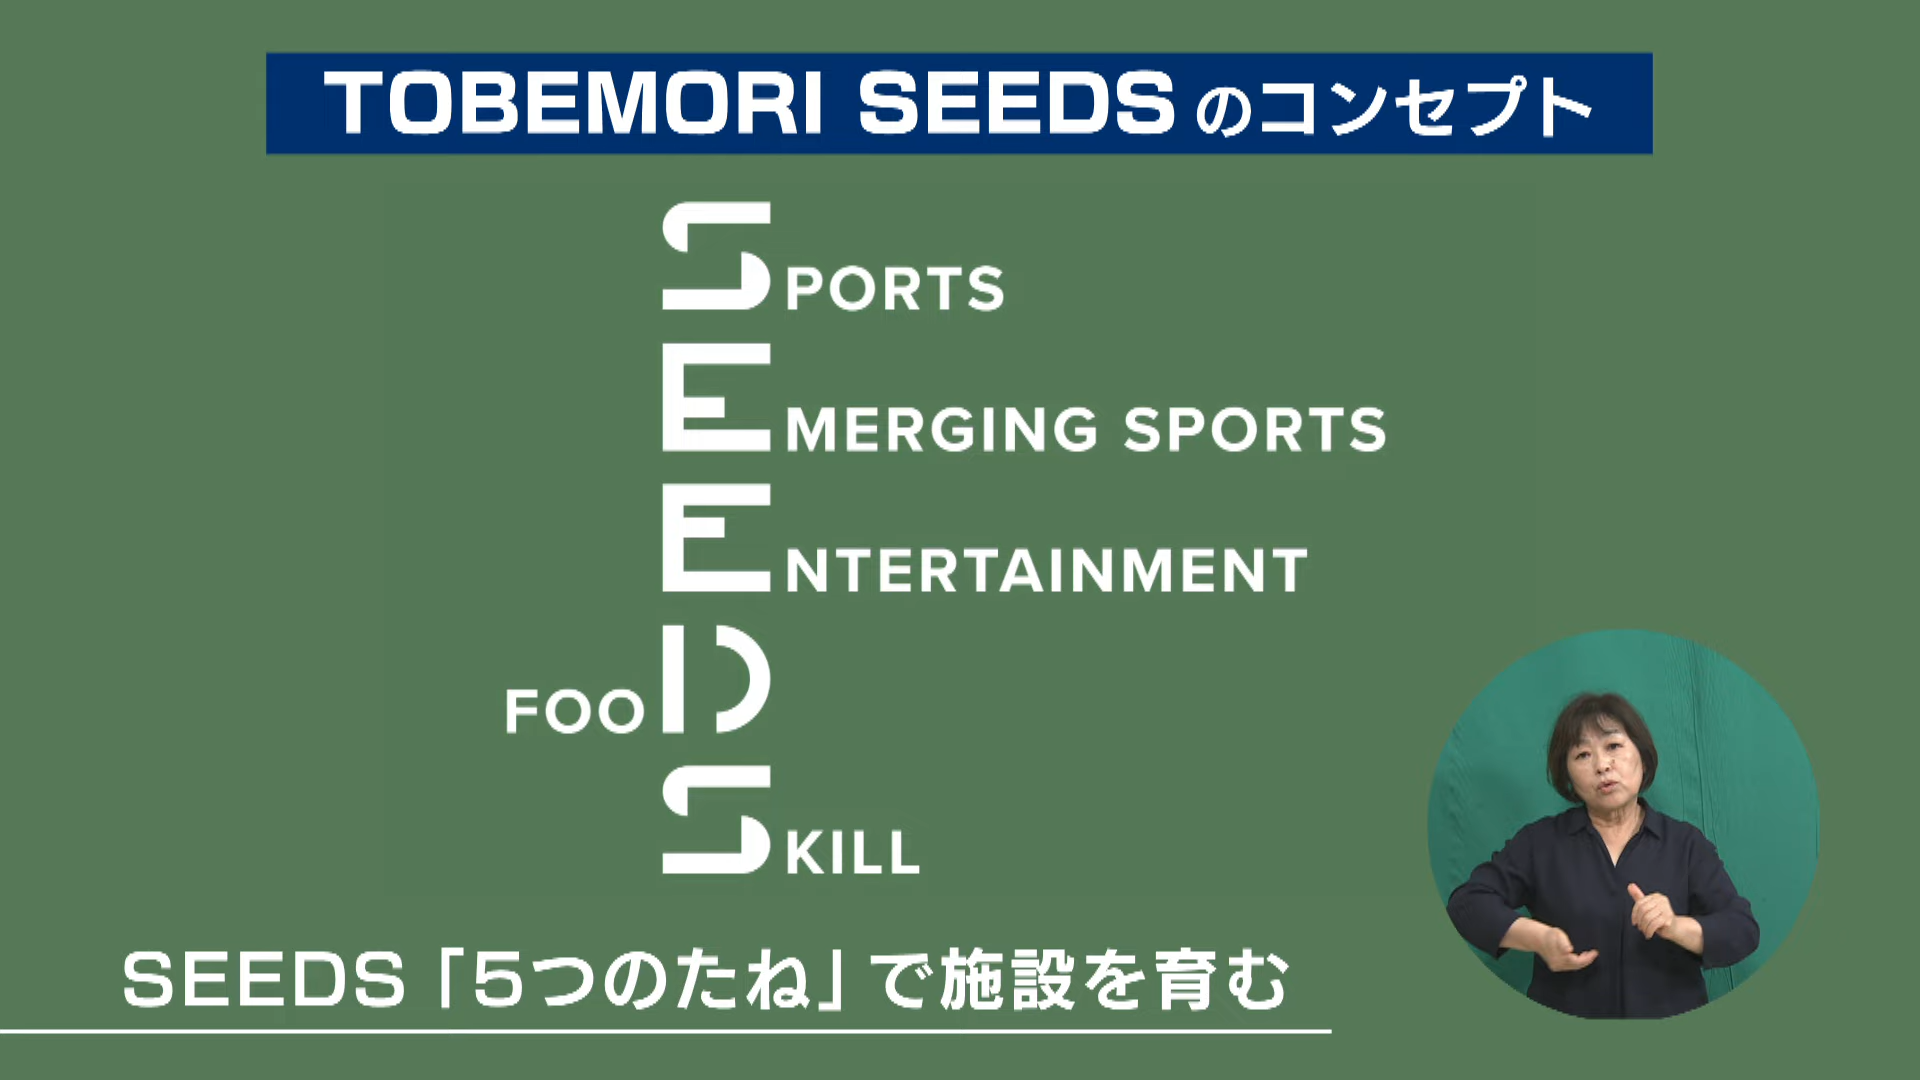 TOBEMORI SEEDSのコンセプト
SPORTS
EMERGING SPORTS
ENTERTAINMENT
FOOD
SKILL
SEEDS「5つのたね」で施設を育む